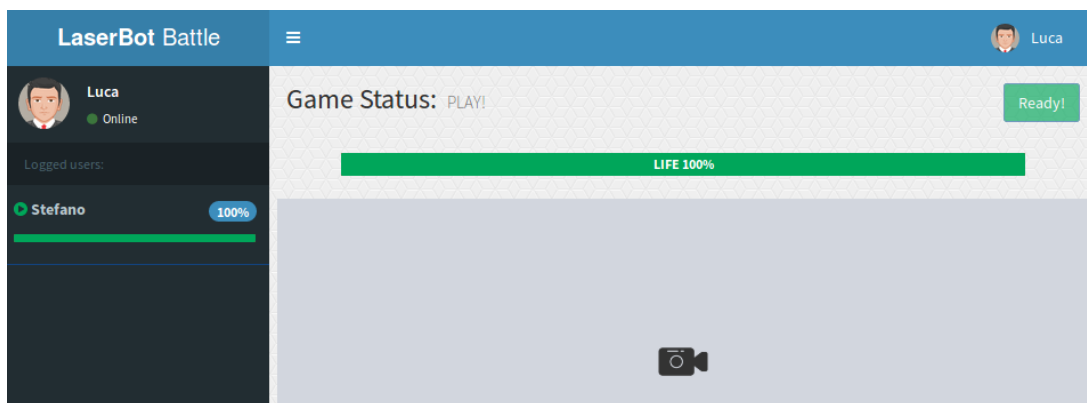 LaserBot Battle
Luca
Luca
Online
Game Status: PLAY!
Ready!
Logged users:
LIFE 100%
Stefano 100%